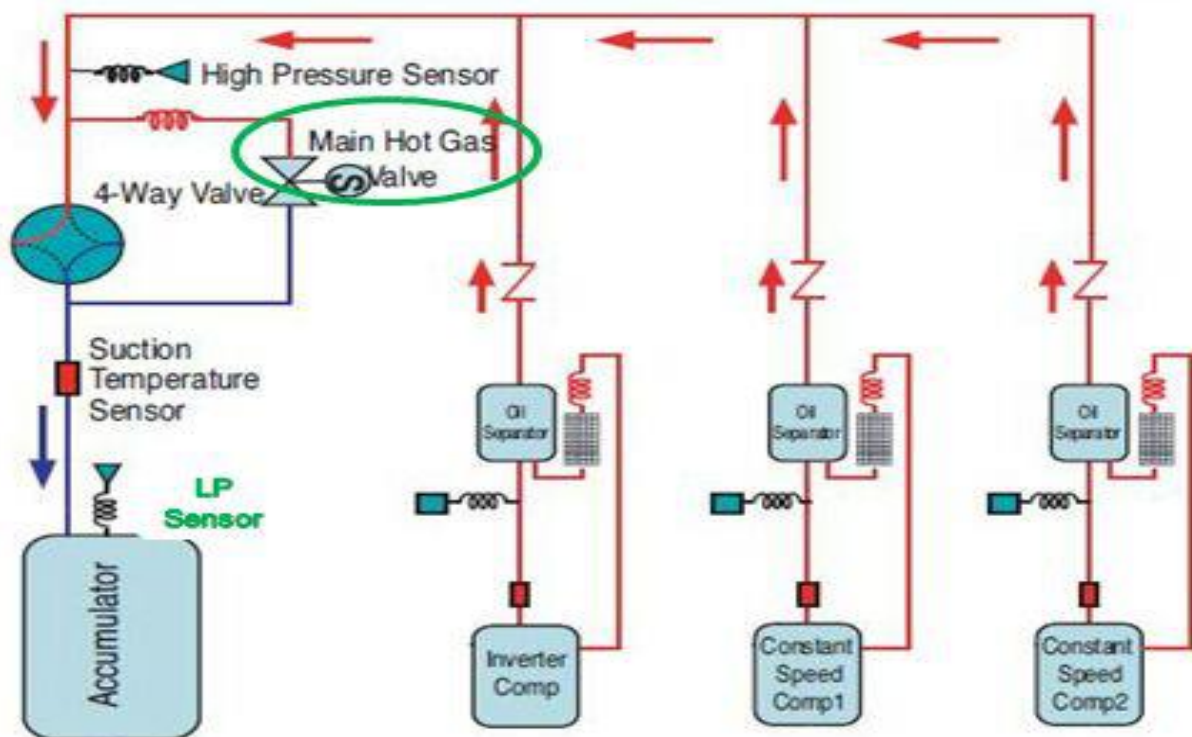 High Pressure Sensor
Main Hot Gas
Valve
S
4-Way Valve
Suction
Temperature
Sensor
LP
Sensor
Accumulator
Oil
Separator
Oil
Separator
Oil
Separator
Inverter
Comp
Constant
Speed
Comp1
Constant
Speed
Comp2